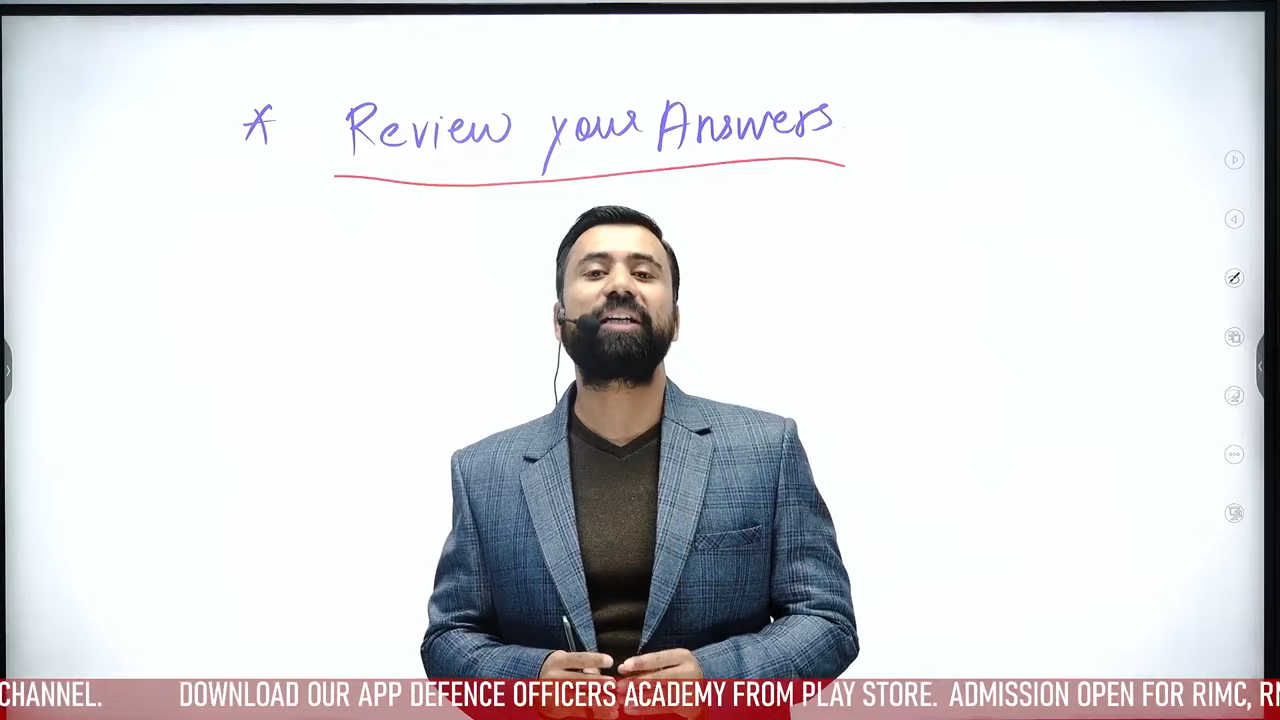 * Review your Answers
CHANNEL. DOWNLOAD OUR APP DEFENCE OFFICERS ACADEMY FROM PLAY STORE. ADMISSION OPEN FOR RIMC,